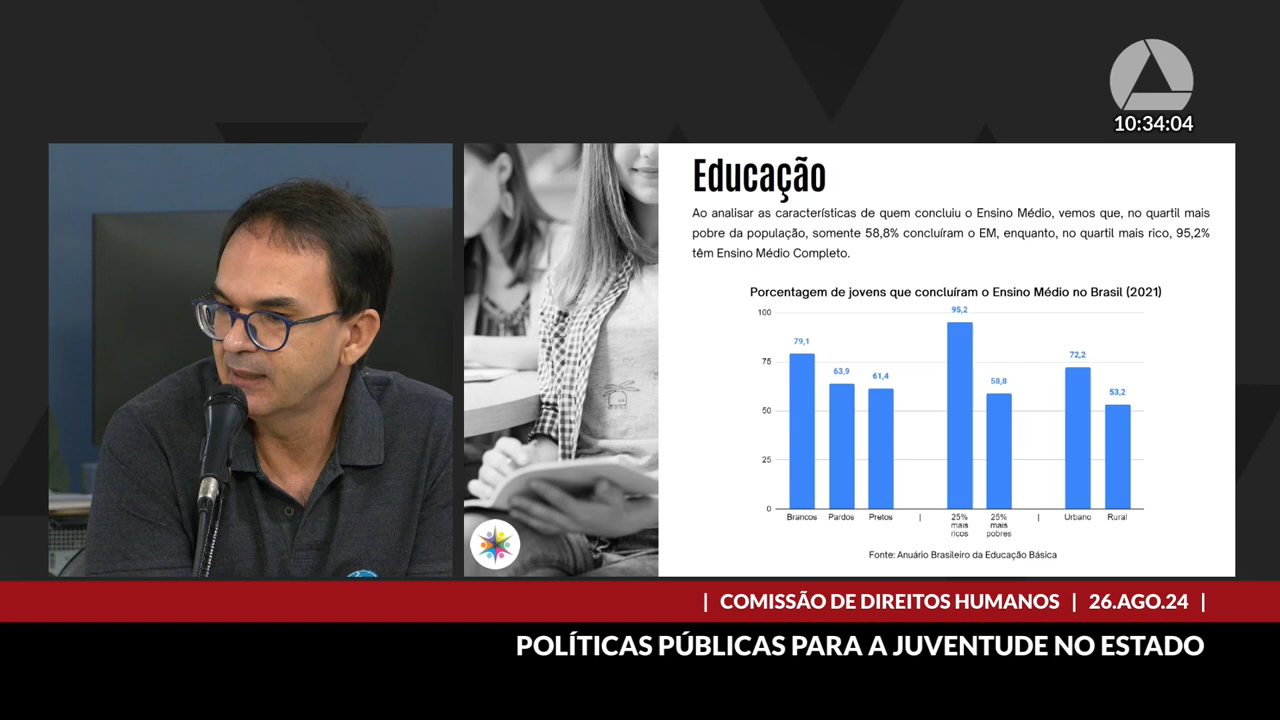 10:34:04
Educação
Ao analisar as características de quem concluiu o Ensino Médio, vemos que, no quartil mais
pobre da população, somente 58,8% concluíram o EM, enquanto, no quartil mais rico, 95,2%
têm Ensino Médio Completo.
Porcentagem de jovens que concluíram o Ensino Médio no Brasil (2021)
100
75
50
25
0
79,1
63,9
61,4
95,2
58,8
72,2
53,2
Brancos
Pardos
Pretos
|
25%
mais
ricos
25%
mais
pobres
|
Urbano
Rural
Fonte: Anuário Brasileiro da Educação Básica
| COMISSÃO DE DIREITOS HUMANOS | 26.AGO.24 |
POLÍTICAS PÚBLICAS PARA A JUVENTUDE NO ESTADO